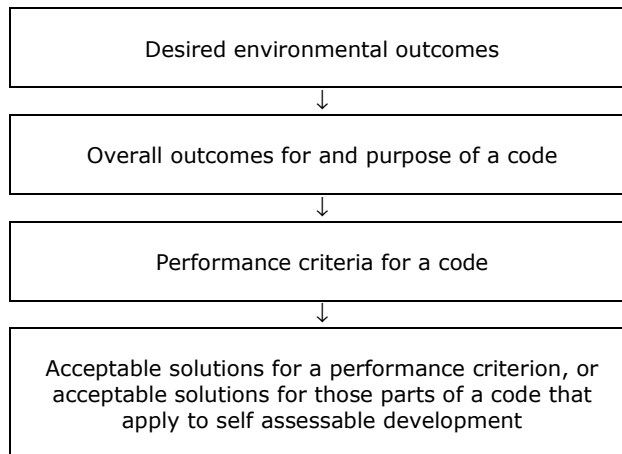 Desired environmental outcomes
↓
Overall outcomes for and purpose of a code
↓
Performance criteria for a code
↓
Acceptable solutions for a performance criterion, or
acceptable solutions for those parts of a code that
apply to self assessable development